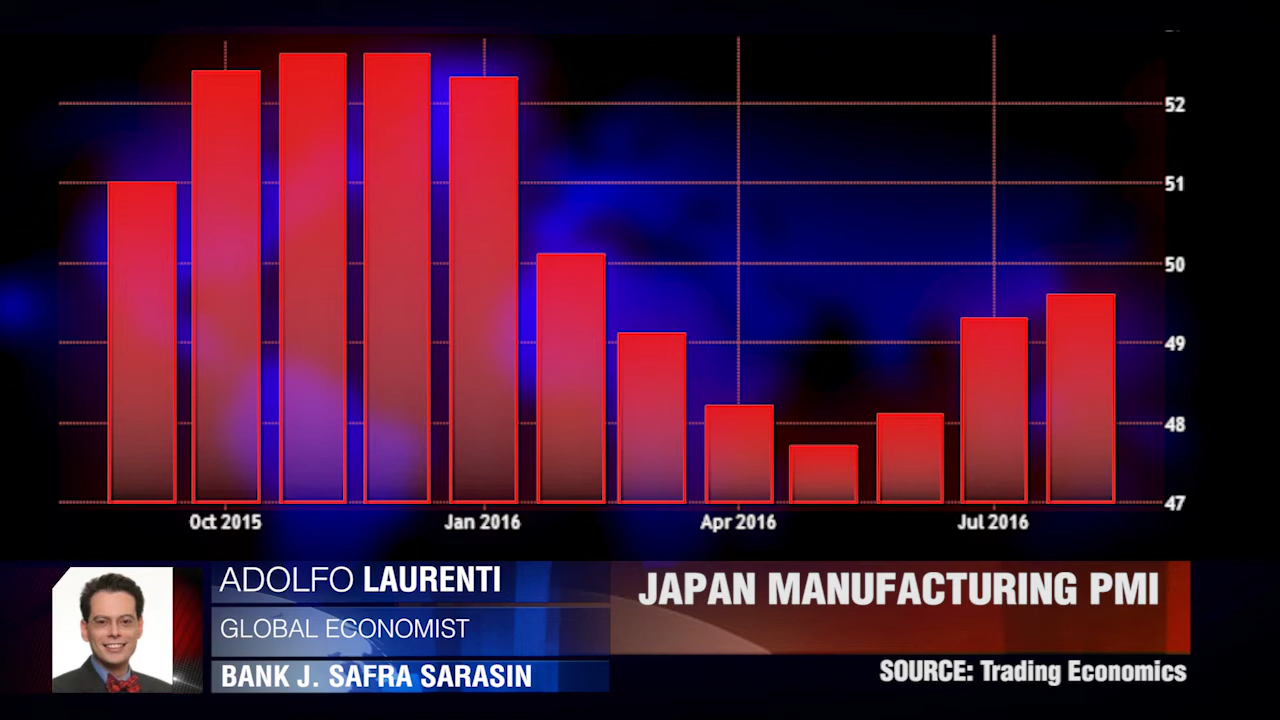 52
51
50
49
48
47
Oct 2015 Jan 2016 Apr 2016 Jul 2016
ADOLFO LAURENTI
GLOBAL ECONOMIST
BANK J. SAFRA SARASIN
JAPAN MANUFACTURING PMI
SOURCE: Trading Economics